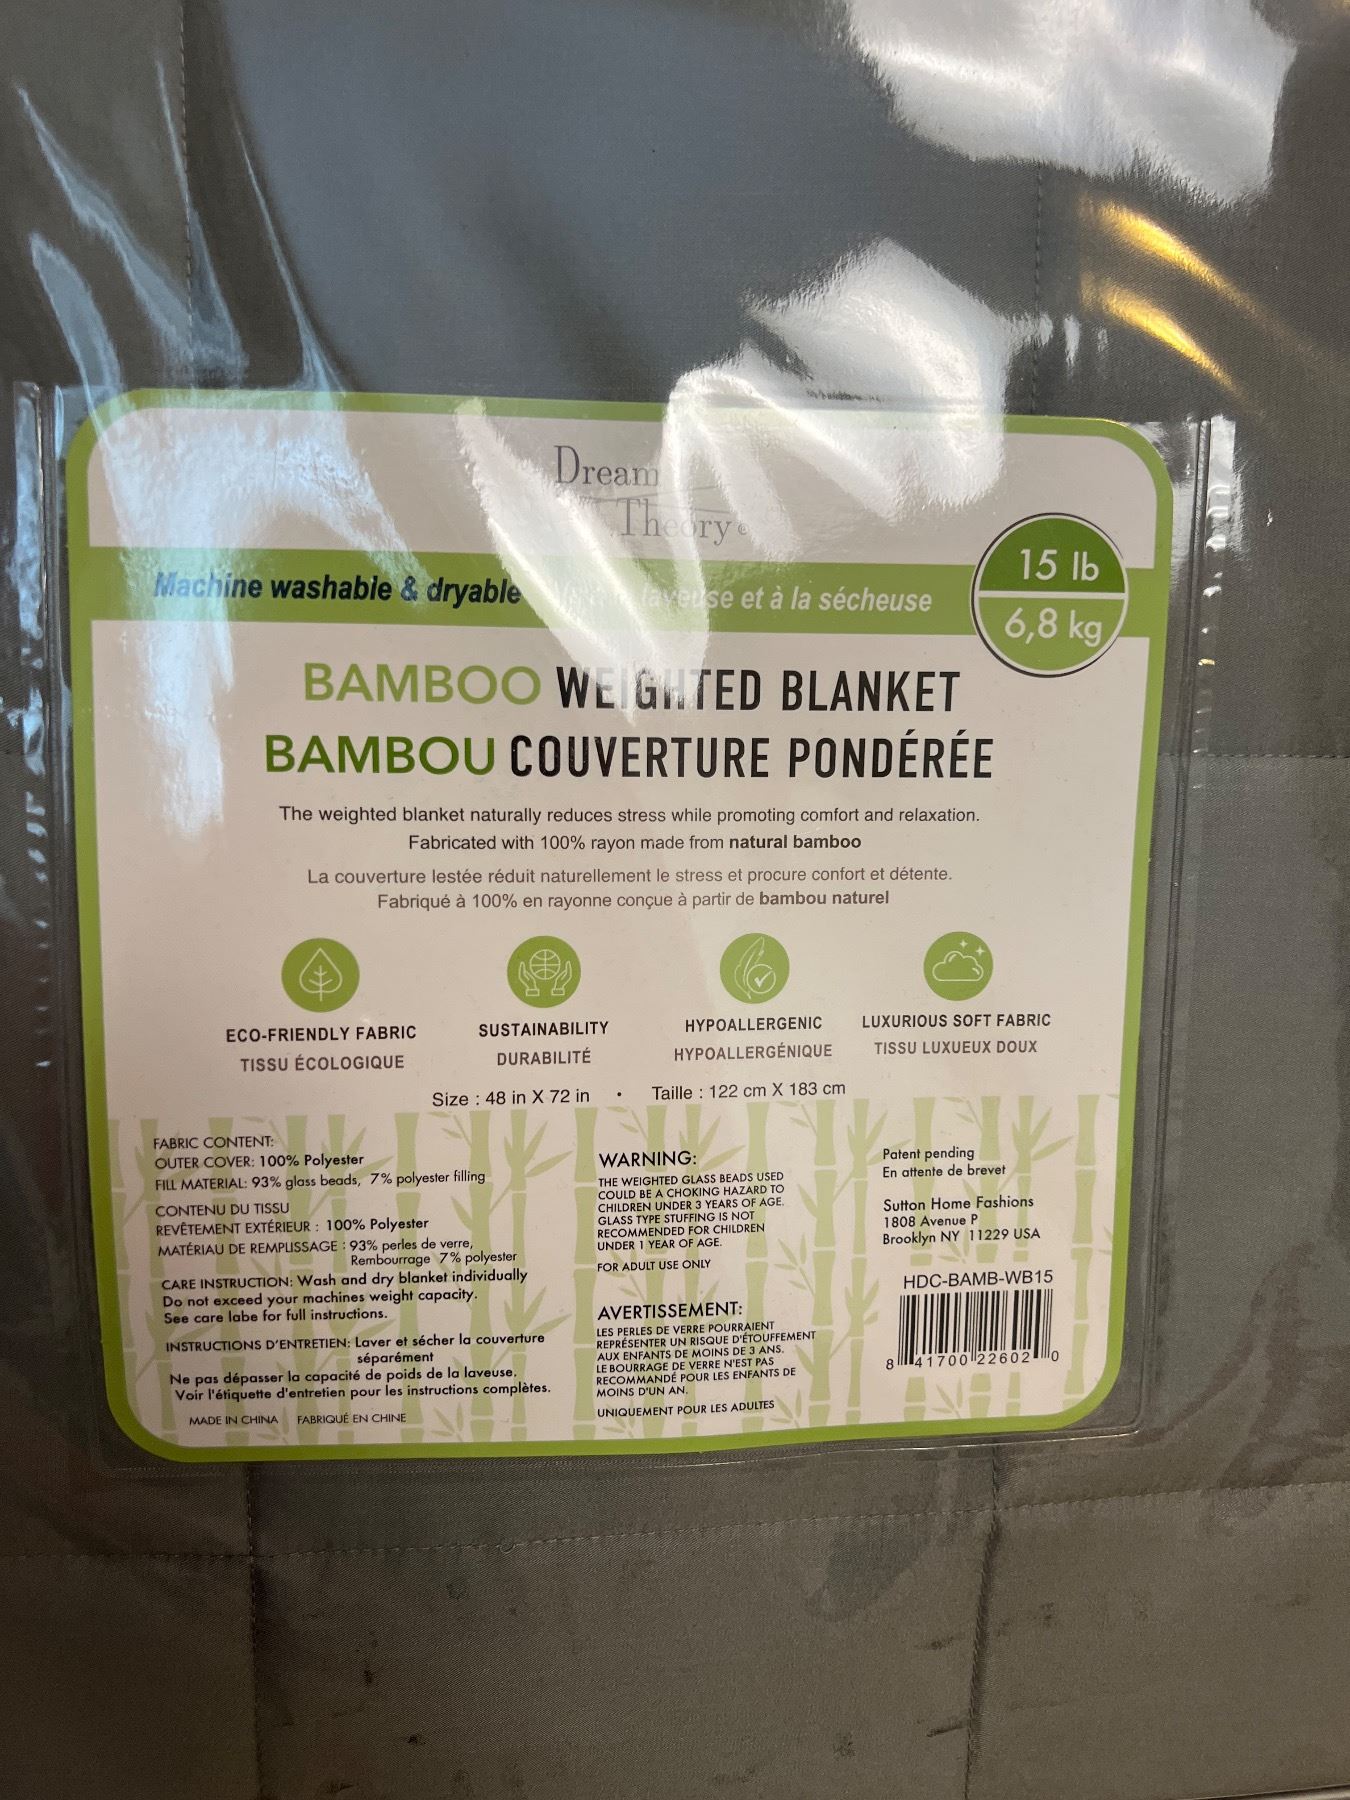 Dream
Theory
15 lb
6,8 kg
Machine washable & dryable laveuse et à la sécheuse
BAMBOO WEIGHTED BLANKET
BAMBOU COUVERTURE PONDÉRÉE
The weighted blanket naturally reduces stress while promoting comfort and relaxation.
Fabricated with 100% rayon made from natural bamboo
La couverture lestée réduit naturellement le stress et procure confort et détente.
Fabriqué à 100% en rayonne conçue à partir de bambou naturel
ECO-FRIENDLY FABRIC
TISSU ÉCOLOGIQUE
SUSTAINABILITY
DURABILITÉ
HYPOALLERGENIC
HYPOALLERGÉNIQUE
LUXURIOUS SOFT FABRIC
TISSU LUXUEUX DOUX
Size : 48 in X 72 in • Taille : 122 cm X 183 cm
FABRIC CONTENT:
OUTER COVER: 100% Polyester
FILL MATERIAL: 93% glass beads, 7% polyester filling
CONTENU DU TISSU
REVÊTEMENT EXTÉRIEUR : 100% Polyester
MATÉRIAU DE REMPLISSAGE : 93% perles de verre,
Rembourrage 7% polyester
CARE INSTRUCTION: Wash and dry blanket individually
Do not exceed your machines weight capacity.
See care labe for full instructions.
INSTRUCTIONS D'ENTRETIEN: Laver et sécher la couverture
séparément
Ne pas dépasser la capacité de poids de la laveuse.
Voir l'étiquette d'entretien pour les instructions complètes.
MADE IN CHINA FABRIQUÉ EN CHINE
WARNING:
THE WEIGHTED GLASS BEADS USED
COULD BE A CHOKING HAZARD TO
CHILDREN UNDER 3 YEARS OF AGE.
GLASS TYPE STUFFING IS NOT
RECOMMENDED FOR CHILDREN
UNDER 1 YEAR OF AGE.
FOR ADULT USE ONLY
AVERTISSEMENT:
LES PERLES DE VERRE POURRAIENT
REPRÉSENTER UN RISQUE D'ÉTOUFFEMENT
AUX ENFANTS DE MOINS DE 3 ANS.
LE BOURRAGE DE VERRE N'EST PAS
RECOMMANDÉ POUR LES ENFANTS DE
MOINS D'UN AN.
UNIQUEMENT POUR LES ADULTES
Patent pending
En attente de brevet
Sutton Home Fashions
1808 Avenue P
Brooklyn NY 11229 USA
HDC-BAMB-WB15
8 41700 22602 0